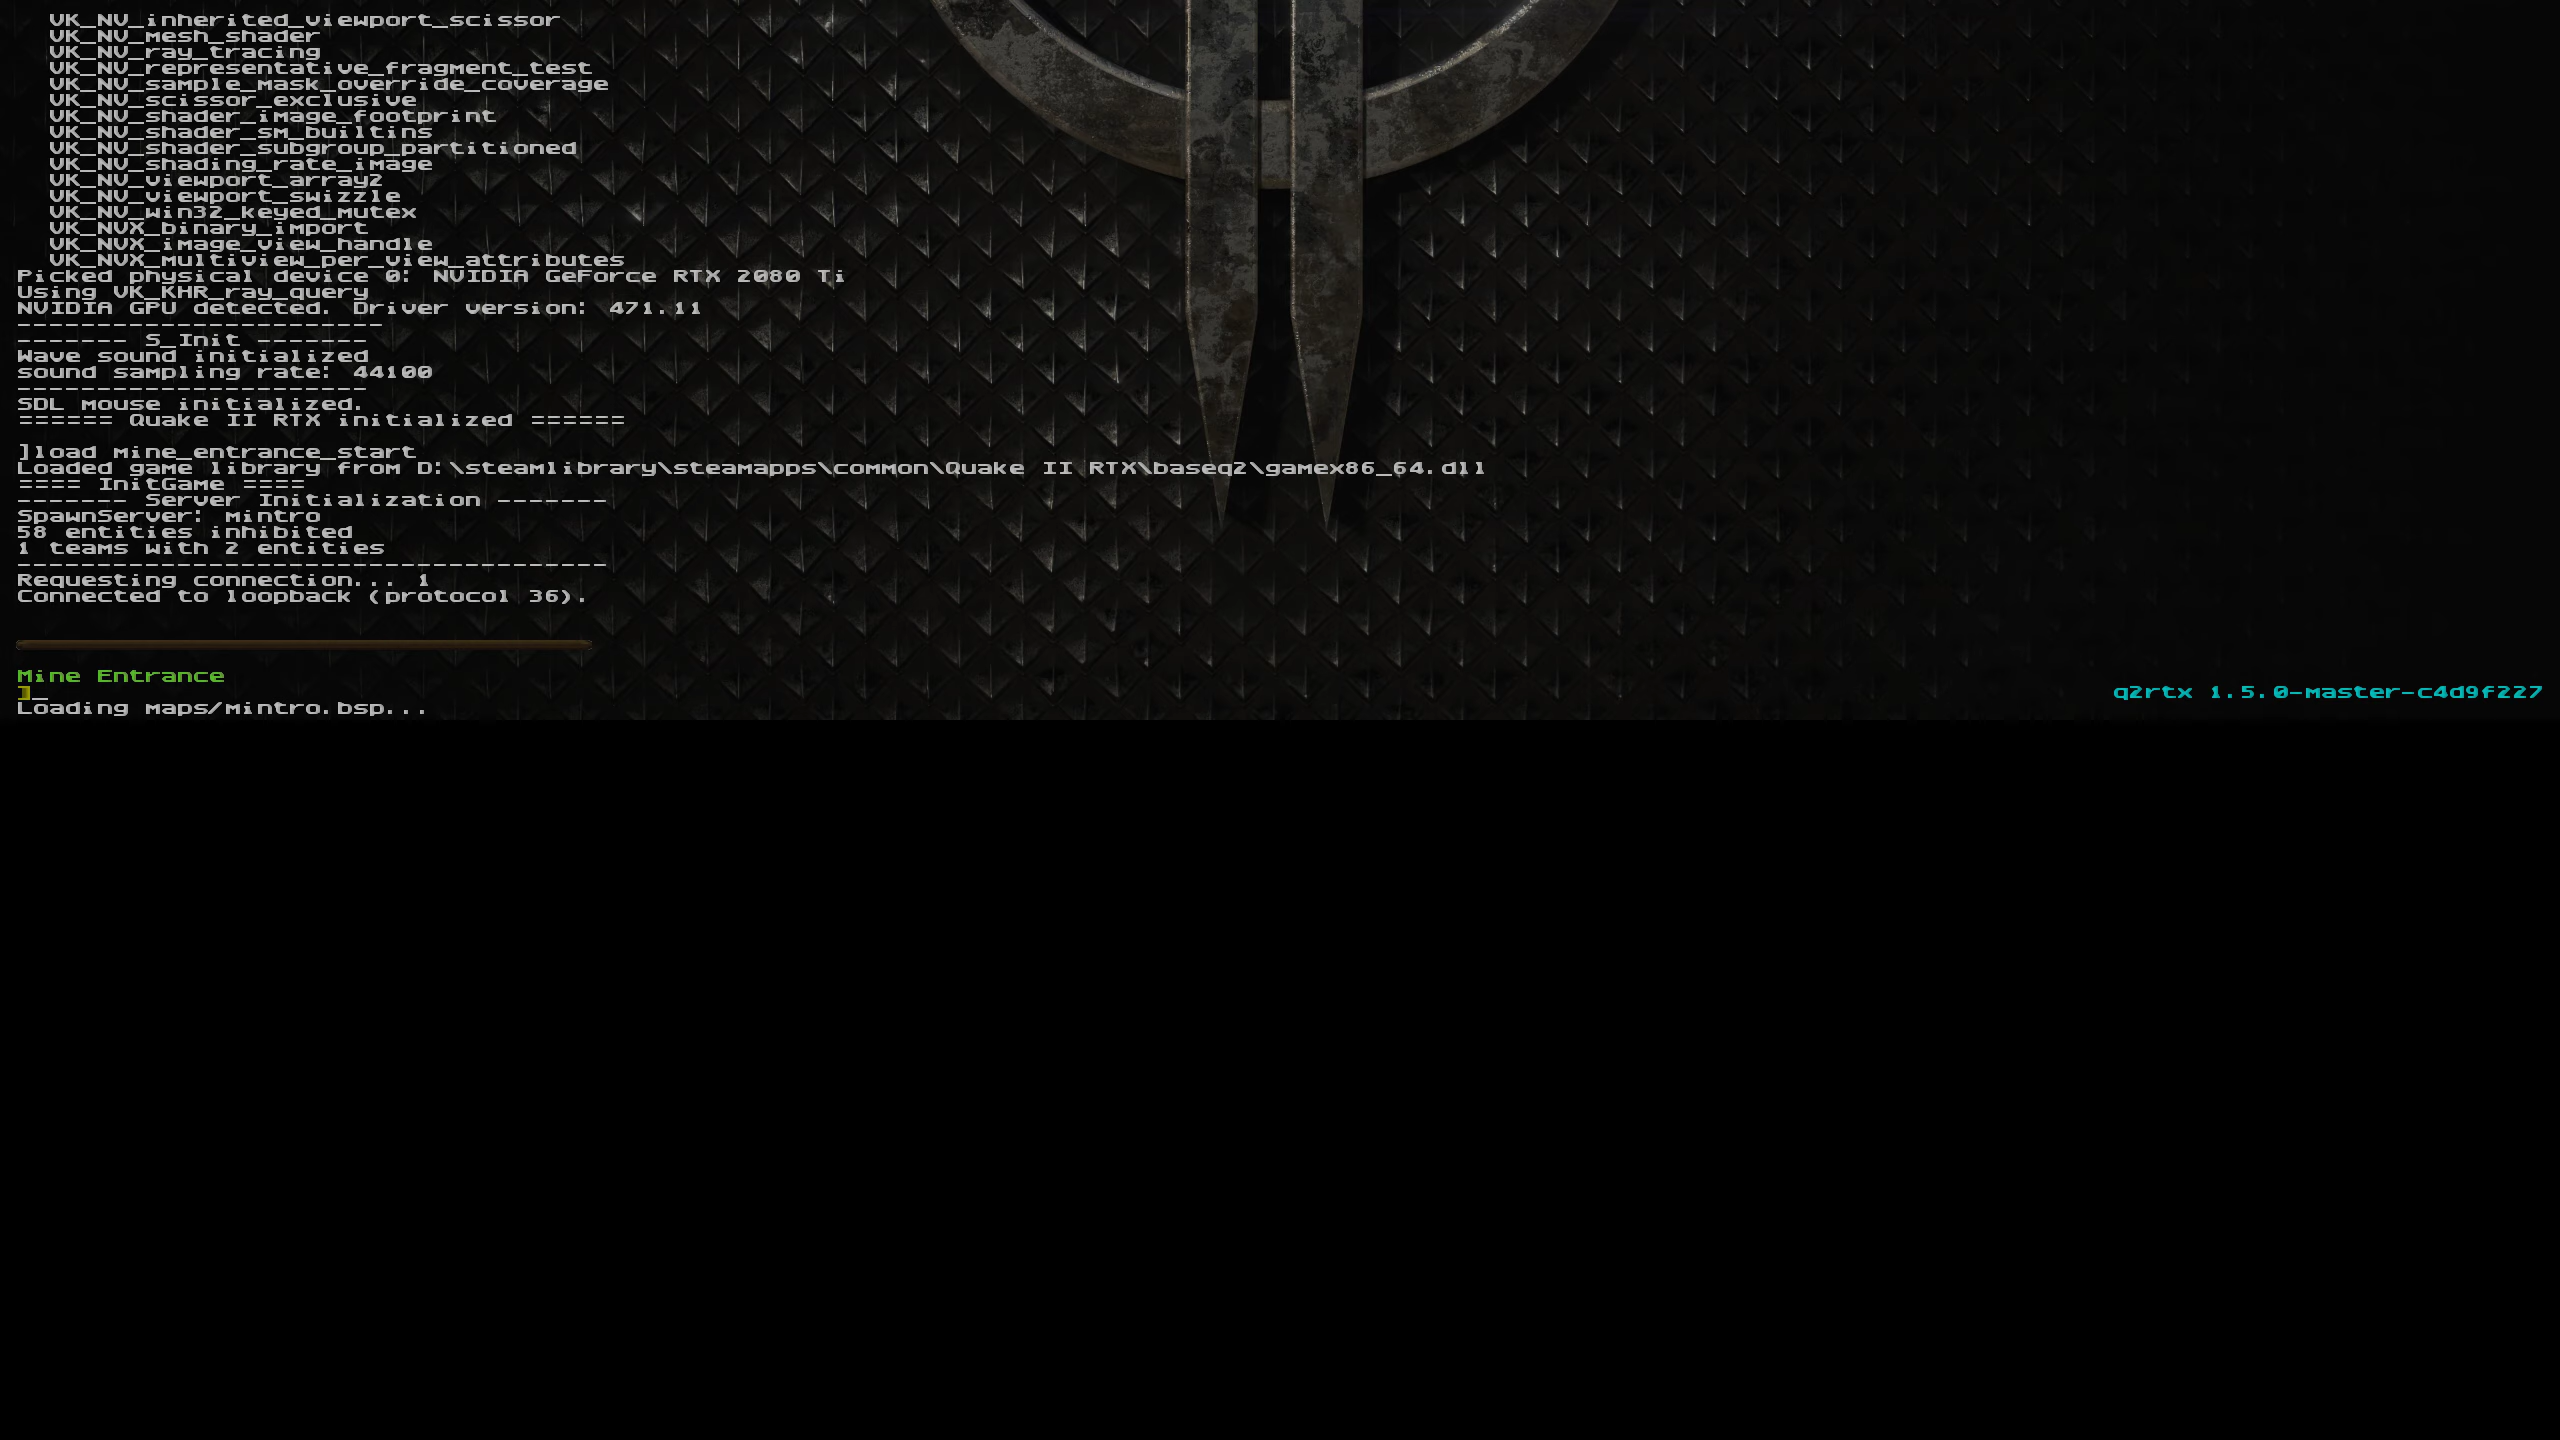 VK_NV_inherited_viewport_scissor
VK_NV_mesh_shader
VK_NV_ray_tracing
VK_NV_representative_fragment_test
VK_NV_sample_mask_override_coverage
VK_NV_scissor_exclusive
VK_NV_shader_image_footprint
VK_NV_shader_sm_builtins
VK_NV_shader_subgroup_partitioned
VK_NV_shading_rate_image
VK_NV_viewport_array2
VK_NV_viewport_swizzle
VK_NV_win32_keyed_mutex
VK_NVX_binary_import
VK_NVX_image_view_handle
VK_NVX_multiview_per_view_attributes
Picked physical device 0: NVIDIA GeForce RTX 2080 Ti
Using VK_KHR_ray_query
NVIDIA GPU detected. Driver version: 471.11
-----------------------
------- S_Init -------
Wave sound initialized
sound sampling rate: 44100
----------------------
SDL mouse initialized.
====== Quake II RTX initialized ======
]load mine_entrance_start
Loaded game library from D:\steamlibrary\steamapps\common\Quake II RTX\baseq2\gamex86_64.dll
==== InitGame ====
------- Server Initialization -------
SpawnServer: mintro
58 entities inhibited
1 teams with 2 entities
-------------------------------------
Requesting connection... 1
Connected to loopback (protocol 36).
Mine Entrance
]_
q2rtx 1.5.0-master-c4d9f227
Loading maps/mintro.bsp...